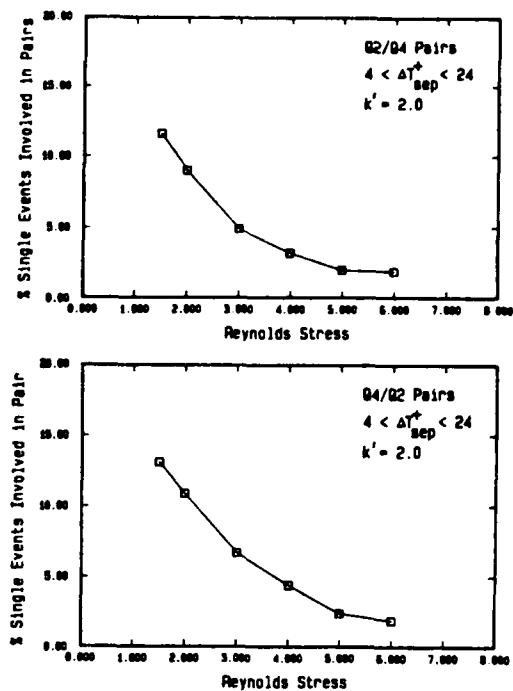 20.00
15.00
10.00
5.00
0.00
% Single Events Involved in Pairs
Q2/Q4 Pairs
4 < ΔT⁺sep < 24
k' = 2.0
0.000 1.000 2.000 3.000 4.000 5.000 6.000 7.000 8.000
Reynolds Stress
20.00
15.00
10.00
5.00
0.00
% Single Events Involved in Pair
Q4/Q2 Pairs
4 < ΔT⁺sep < 24
k' = 2.0
0.000 1.000 2.000 3.000 4.000 5.000 6.000 7.000 8.000
Reynolds Stress